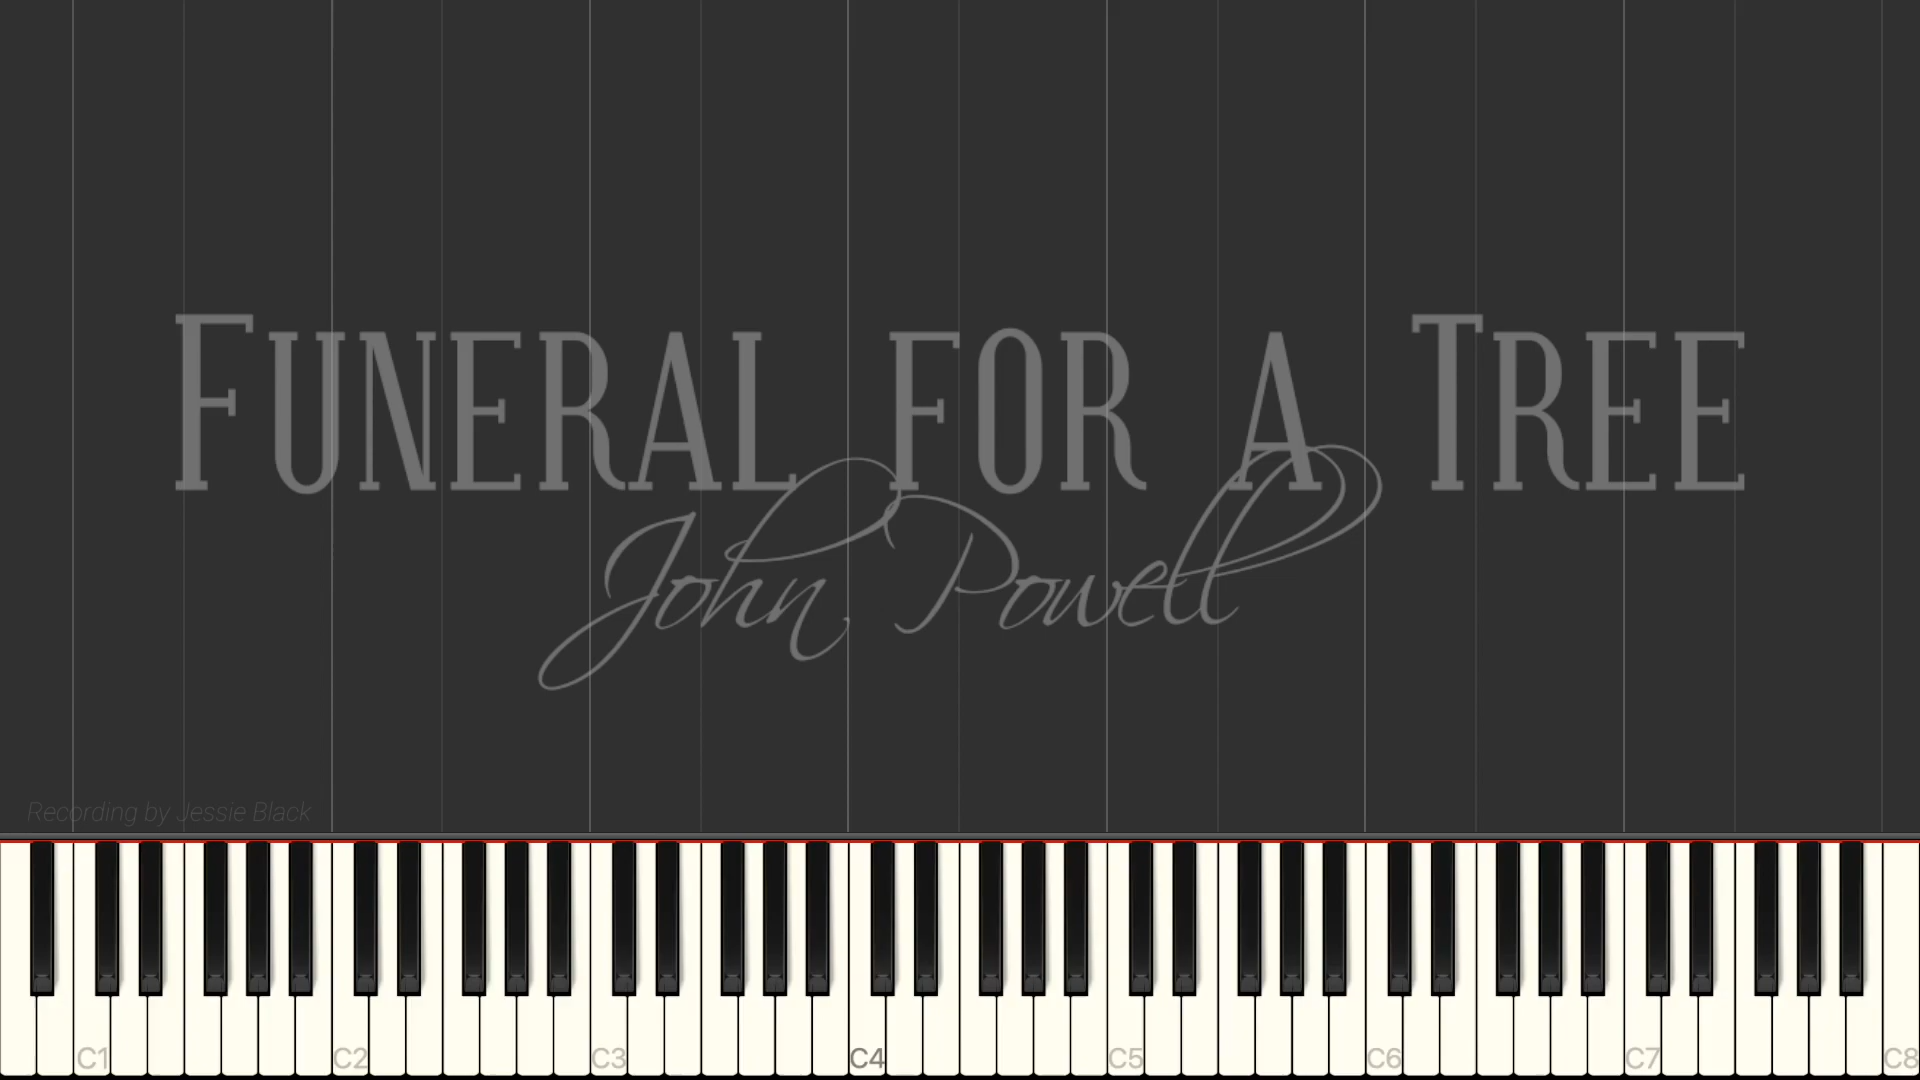 Funeral for a Tree
John Powell
Recording by Jessie Black
C1 C2 C3 C4 C5 C6 C7 C8